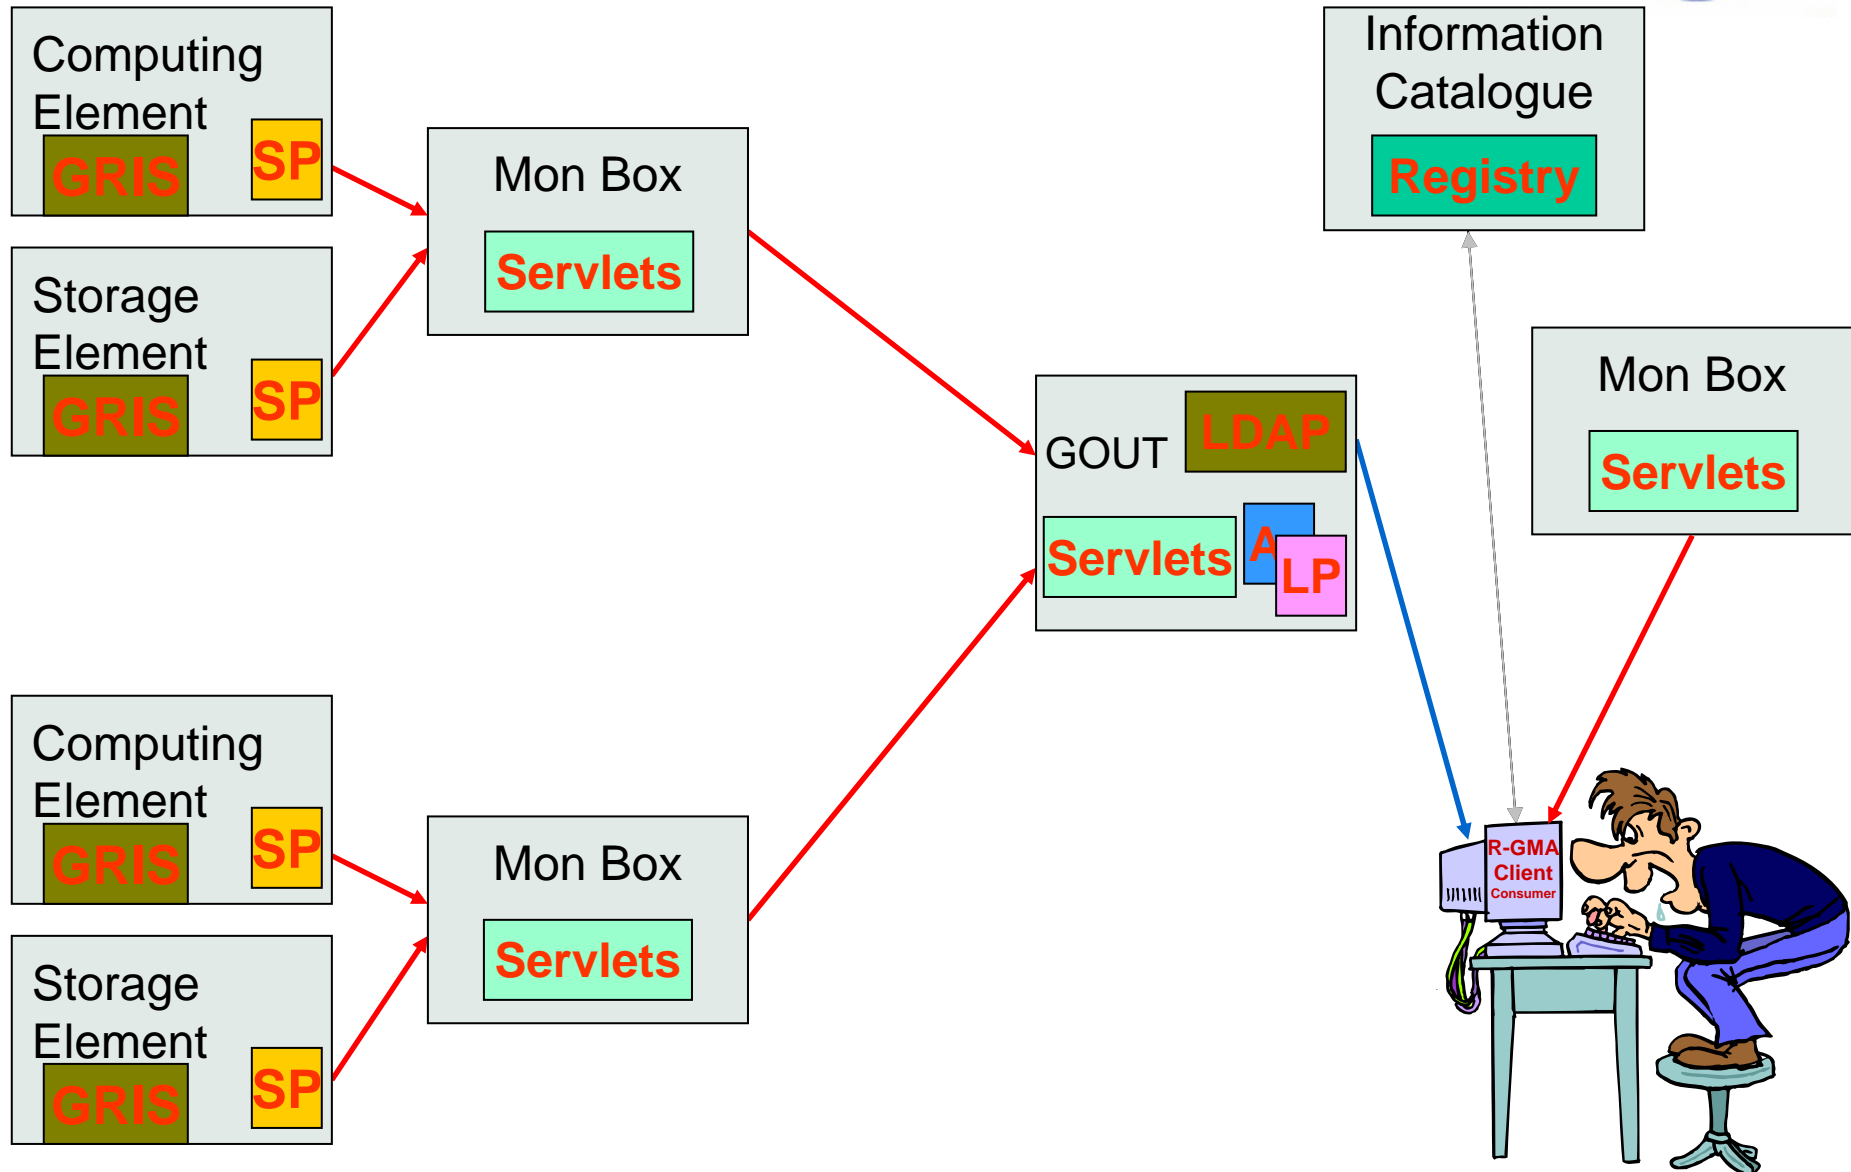 Computing
Element
GRIS
SP
Storage
Element
GRIS
SP
Mon Box
Servlets
Information
Catalogue
Registry
GOUT
LDAP
Servlets
A
LP
Mon Box
Servlets
Computing
Element
GRIS
SP
Storage
Element
GRIS
SP
Mon Box
Servlets
R-GMA
Client
Consumer